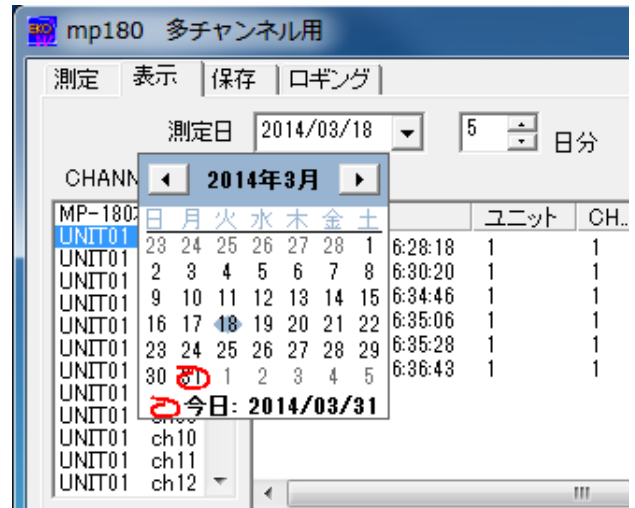 mp180 多チャンネル用
測定 表示 保存 ロギング
測定日 2014/03/18 5 日分
CHANN
2014年3月
MP-180 ユニット CH...
日 月 火 水 木 金 土
UNIT01
23 24 25 26 27 28 1 6:28:18 1 1
UNIT01
2 3 4 5 6 7 8 6:30:20 1 1
UNIT01
9 10 11 12 13 14 15 6:34:46 1 1
UNIT01
16 17 18 19 20 21 22 6:35:06 1 1
UNIT01
23 24 25 26 27 28 29 6:35:28 1 1
UNIT01
30 31 1 2 3 4 5 6:36:43 1 1
UNIT01
UNIT01
今日: 2014/03/31
UNIT01
UNIT01 ch10
UNIT01 ch11
UNIT01 ch12